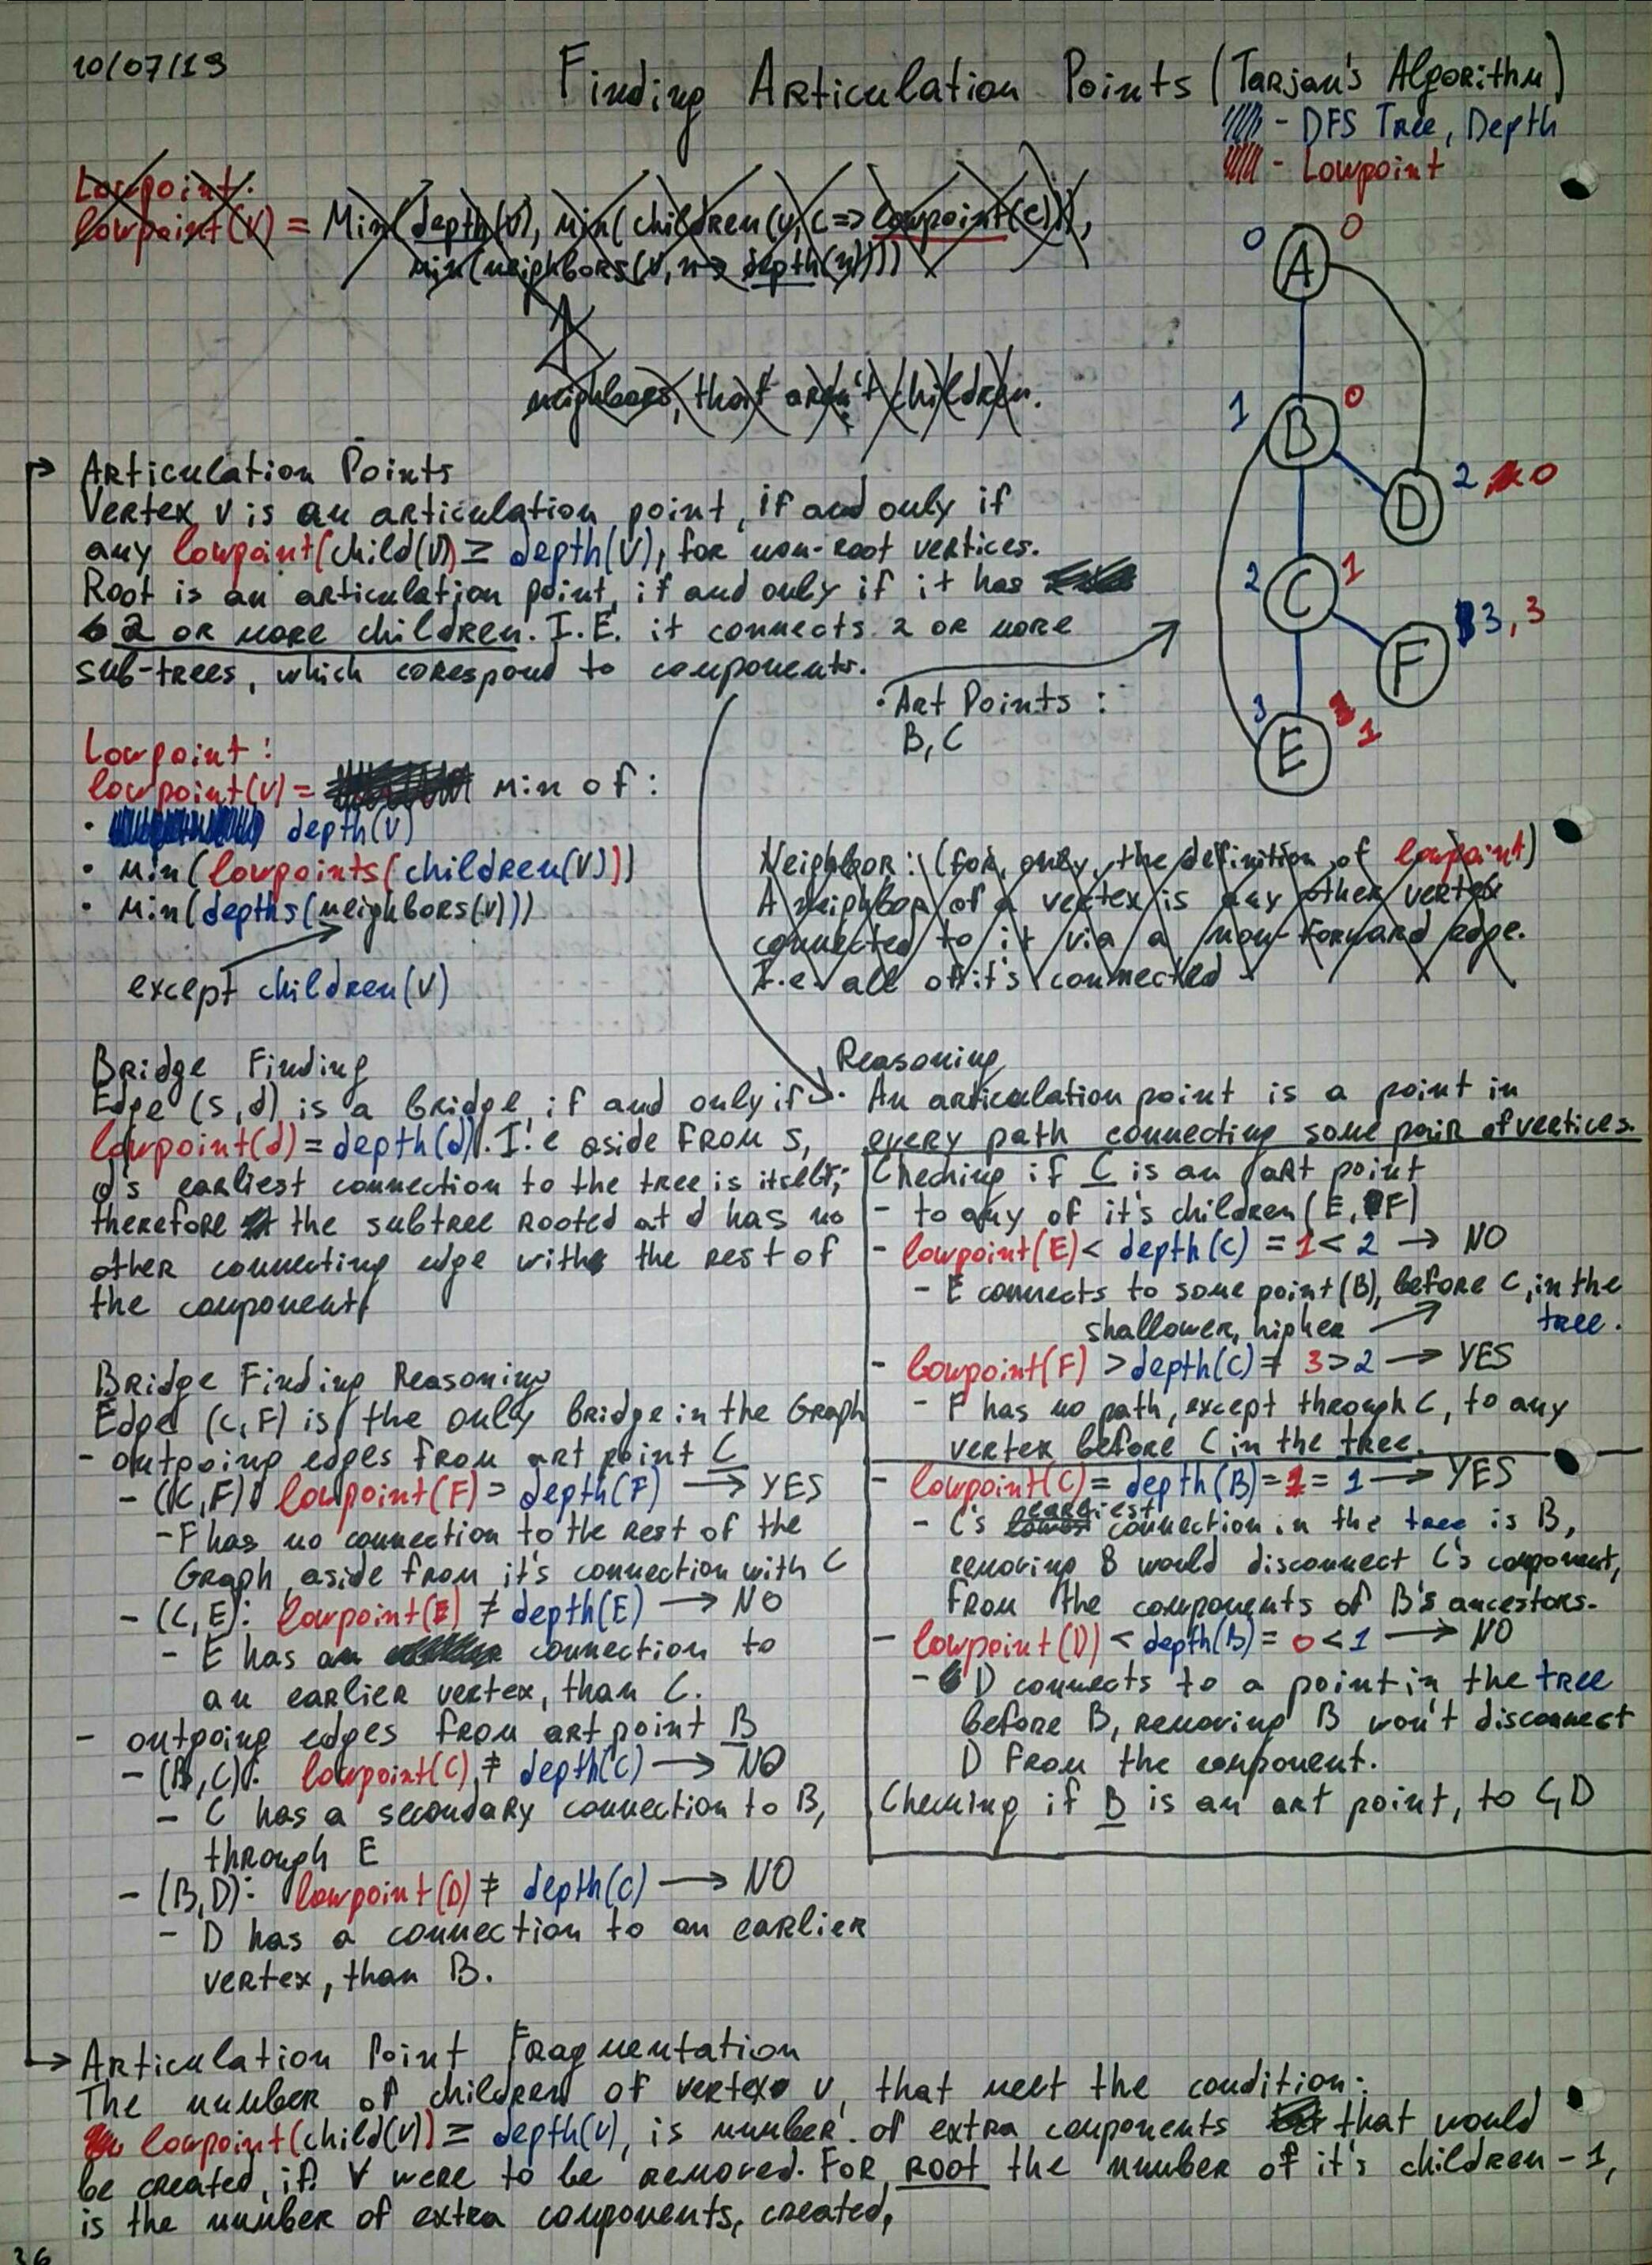 10/07/19
Finding Articulation Points (Tarjan's Algorithm)
- DFS Tree, Depth
- Lowpoint
Lowpoint:
lowpoint(V) = Min(depth(V), min(children(v, c => lowpoint(c))),
min(neighbors(v, n => depth(n))))
neighbors, that aren't children.
0 A 0
1 B 0
D 2 0
2 C 1
F 3, 3
3 E 1
Articulation Points
Vertex v is an articulation point, if and only if
any lowpoint(child(v)) ≥ depth(v), for non-root vertices.
Root is an articulation point, if and only if it has
2 or more children. I.E. it connects 2 or more
sub-trees, which corespond to components.
· Art Points :
B, C
Lowpoint :
lowpoint(v) = Min of :
· depth(v)
· Min(lowpoints(children(v)))
· Min(depths(neighbors(v)))
except children(v)
Neighbor: (for, only, the definition of lowpoint)
A neighbor of a vertex is any other vertex
connected to it via a non-forward edge.
I.e. all of it's connected
Bridge Finding
Edge (s,d) is a bridge, if and only if
lowpoint(d) = depth(d). I.e aside from s,
d's earliest connection to the tree is itself;
therefore the subtree rooted at d has no
other connecting edge with the rest of
the component
Bridge Finding Reasoning
Edge (C,F) is the only bridge in the Graph
- outgoing edges from art point C
- (C,F): lowpoint(F) = depth(F) → YES
- F has no connection to the rest of the
Graph, aside from it's connection with C
- (C,E): lowpoint(E) ≠ depth(E) → NO
- E has an connection to
an earlier vertex, than C.
- outgoing edges from art point B
- (B,C): lowpoint(C) ≠ depth(C) → NO
- C has a secondary connection to B,
through E
- (B,D): lowpoint(D) ≠ depth(C) → NO
- D has a connection to an earlier
vertex, than B.
Reasoning
· An articulation point is a point in
every path connecting some pair of vertices.
Checking if C is an art point
- to any of it's children (E, F)
- lowpoint(E) < depth(C) = 1 < 2 → NO
- E connects to some point (B), before C, in the
shallower, higher tree.
- lowpoint(F) > depth(C) = 3 > 2 → YES
- F has no path, except through C, to any
vertex before C in the tree.
- lowpoint(C) = depth(B) = 1 = 1 → YES
- C's earliest connection in the tree is B,
removing B would disconnect C's component,
from the components of B's ancestors.
- lowpoint(D) < depth(B) = 0 < 1 → NO
- D connects to a point in the tree
before B, removing B won't disconnect
D from the component.
Checking if B is an art point, to C,D
Articulation Point Fragmentation
The number of children of vertex v, that meet the condition:
lowpoint(child(v)) ≥ depth(v), is number of extra components that would
be created, if v were to be removed. For root the number of it's children - 1,
is the number of extra components, created,
36